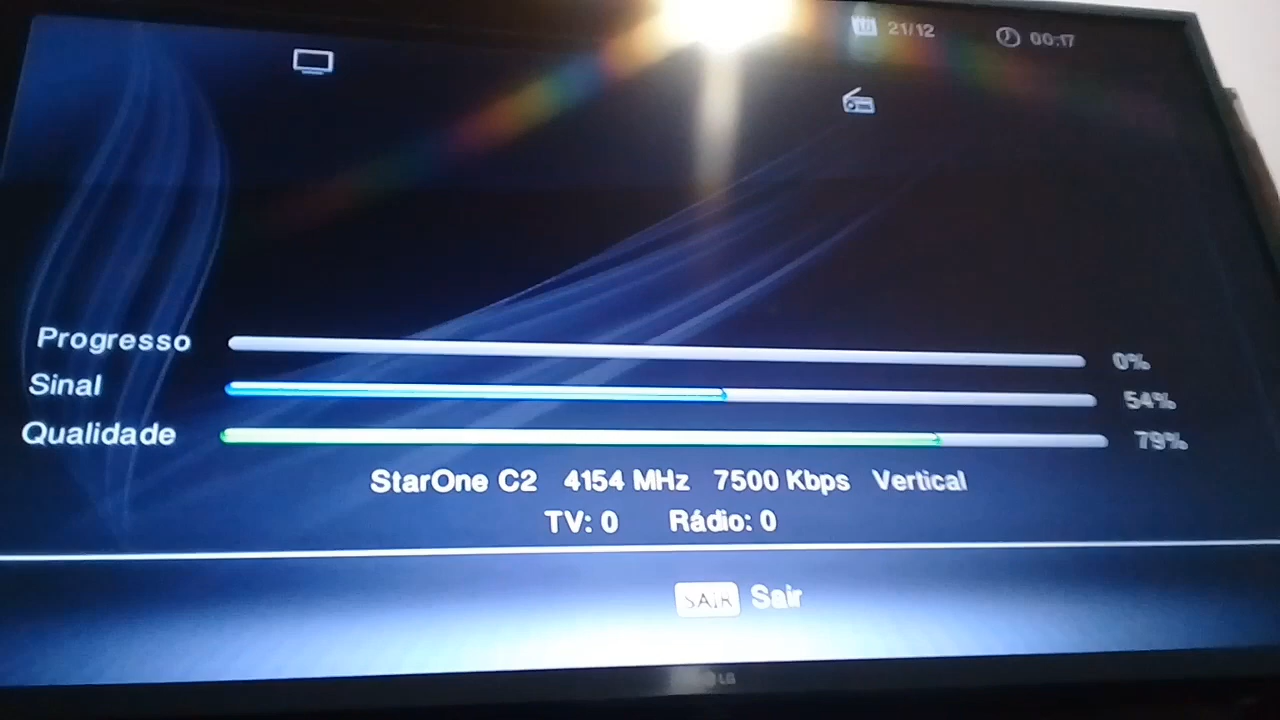 21/12 00:17
Progresso 0%
Sinal 54%
Qualidade 79%
StarOne C2 4154 MHz 7500 Kbps Vertical
TV: 0 Rádio: 0
SAIR Sair
LG